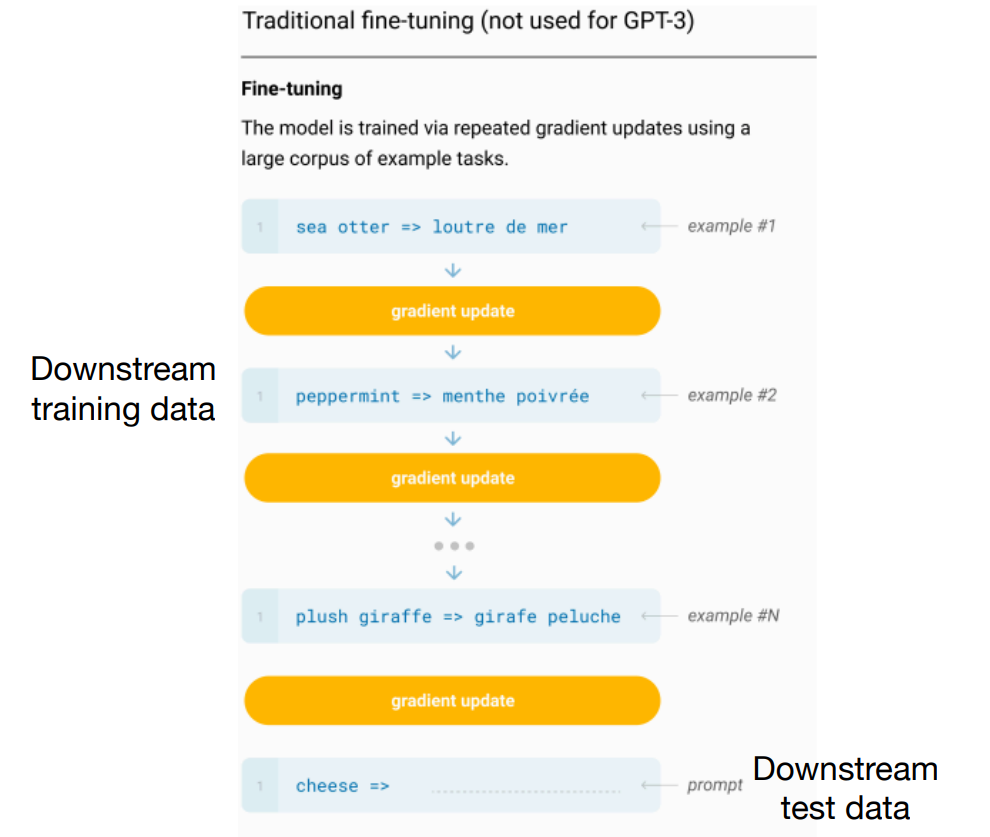 Traditional fine-tuning (not used for GPT-3)
Fine-tuning
The model is trained via repeated gradient updates using a
large corpus of example tasks.
1 sea otter => loutre de mer
example #1
gradient update
Downstream
training data
1 peppermint => menthe poivrée
example #2
gradient update
1 plush giraffe => girafe peluche
example #N
gradient update
1 cheese =>
prompt
Downstream
test data